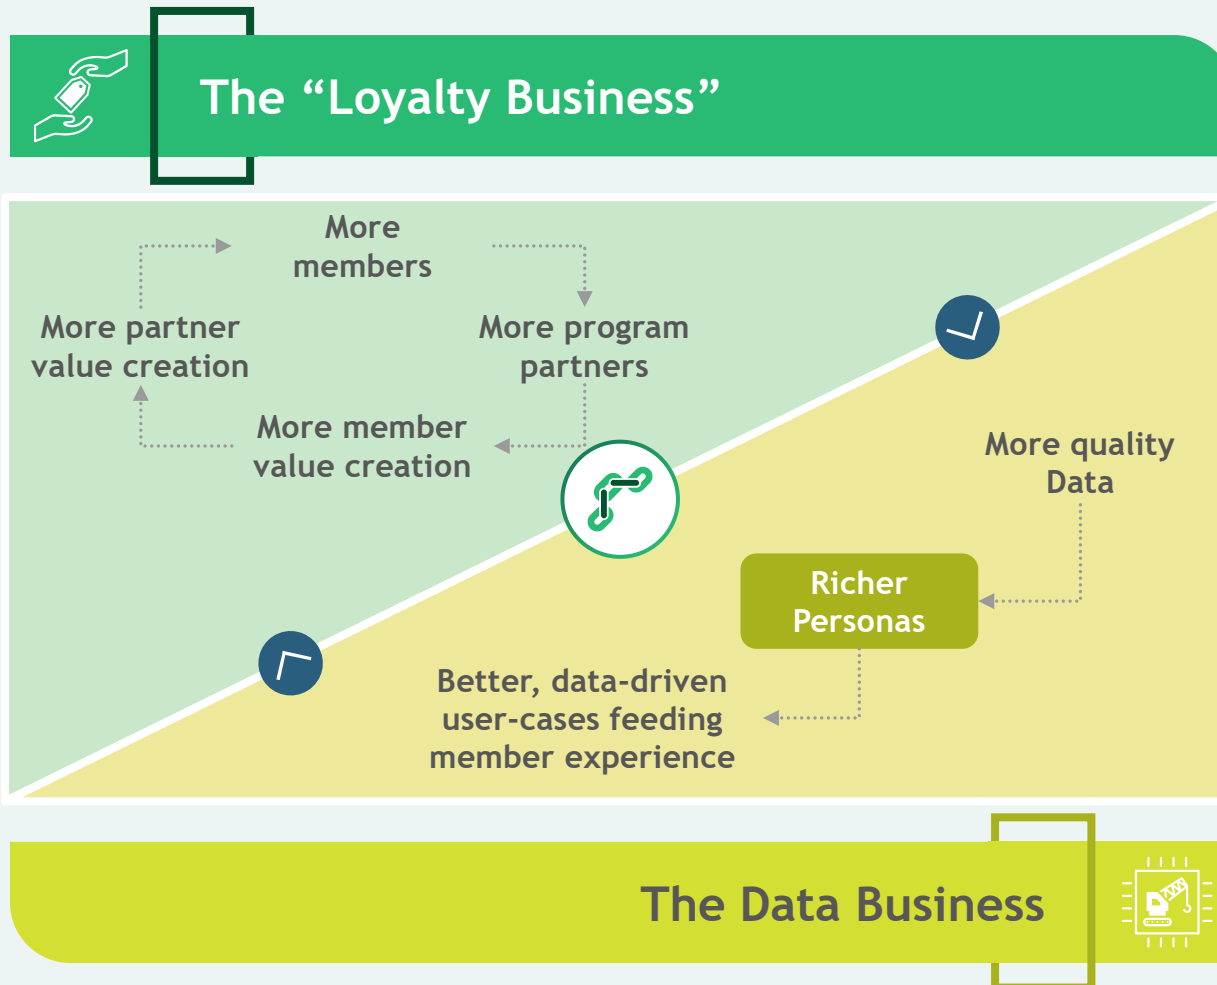 The “Loyalty Business”
More
members
More partner
value creation
More program
partners
More member
value creation
More quality
Data
Richer
Personas
Better, data-driven
user-cases feeding
member experience
The Data Business